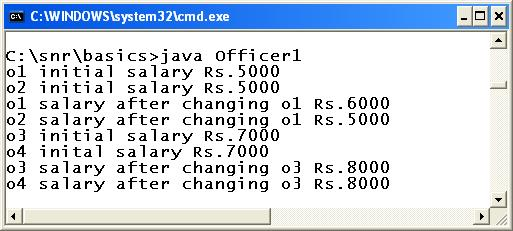 C:\WINDOWS\system32\cmd.exe
C:\snr\basics>java Officer1
o1 initial salary Rs.5000
o2 initial salary Rs.5000
o1 salary after changing o1 Rs.6000
o2 salary after changing o1 Rs.5000
o3 initial salary Rs.7000
o4 inital salary Rs.7000
o3 salary after changing o3 Rs.8000
o4 salary after changing o3 Rs.8000